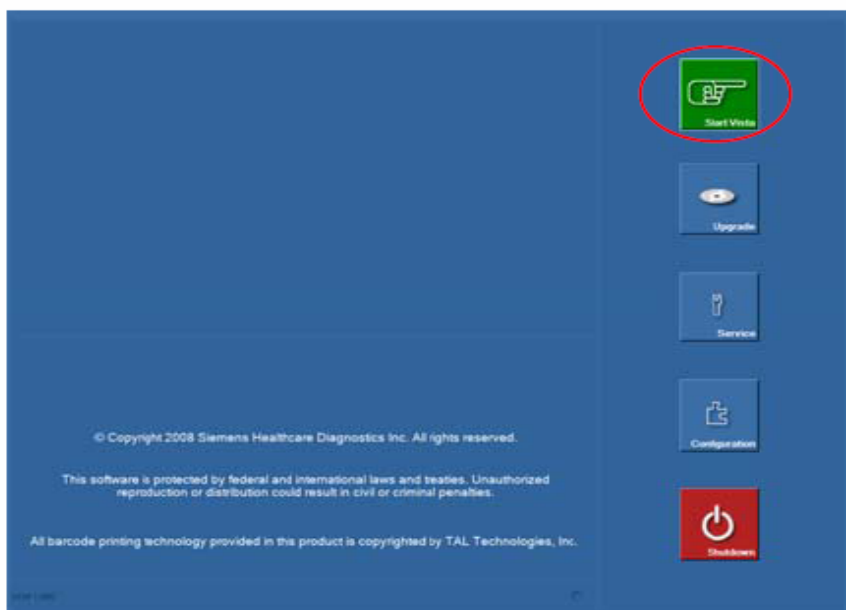 Start Vista
Upgrade
Service
Configuration
© Copyright 2008 Siemens Healthcare Diagnostics Inc. All rights reserved.
This software is protected by federal and international laws and treaties. Unauthorized
reproduction or distribution could result in civil or criminal penalties.
All barcode printing technology provided in this product is copyrighted by TAL Technologies, Inc.
Shutdown